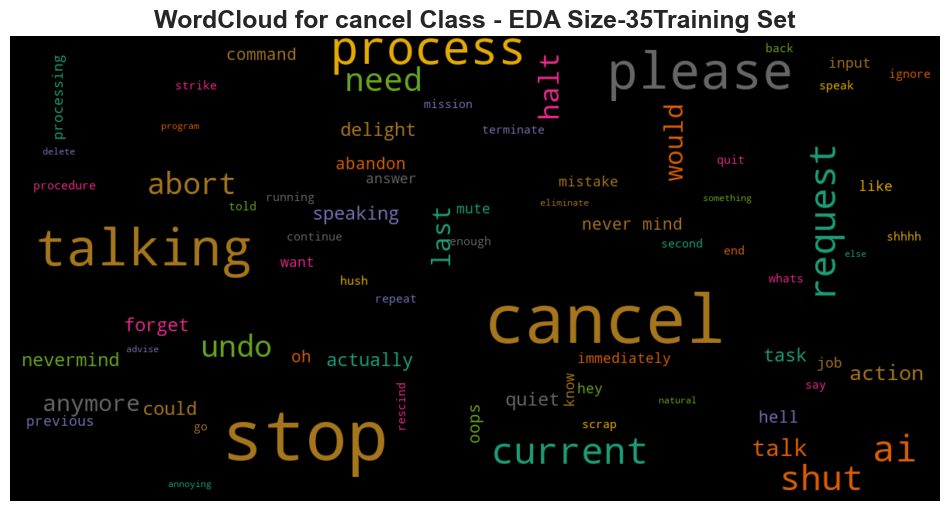 WordCloud for cancel Class - EDA Size-35Training Set
process
please
back
command
need
halt
input
ignore
processing
strike
speak
mission
would
program
delight
terminate
delete
abandon
quit
request
procedure
abort
answer
mistake
like
running
told
speaking
mute
eliminate
something
never mind
last
talking
continue
enough
second
end
shhhh
else
want
hush
whats
repeat
cancel
forget
undo
advise
nevermind
oh
actually
immediately
task
job
action
know
hey
say
anymore
could
rescind
quiet
natural
previous
go
stop
oops
scrap
hell
current
talk
ai
shut
annoying